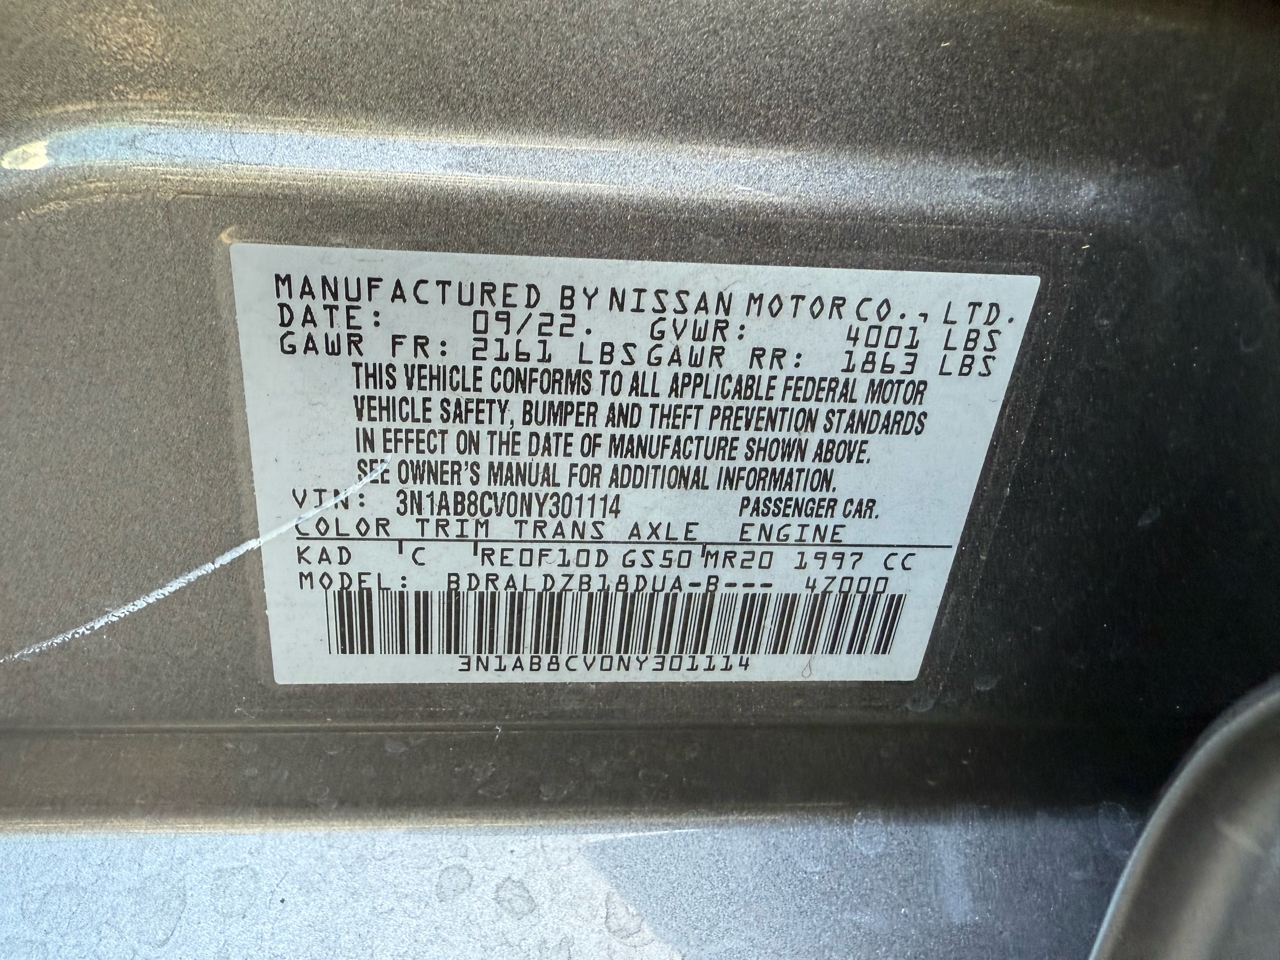 MANUFACTURED BY NISSAN MOTOR CO., LTD.
DATE: 09/22. GVWR: 4001 LBS
GAWR FR: 2161 LBS GAWR RR: 1863 LBS
THIS VEHICLE CONFORMS TO ALL APPLICABLE FEDERAL MOTOR
VEHICLE SAFETY, BUMPER AND THEFT PREVENTION STANDARDS
IN EFFECT ON THE DATE OF MANUFACTURE SHOWN ABOVE.
SEE OWNER'S MANUAL FOR ADDITIONAL INFORMATION.
VIN: 3N1AB8CV0NY301114 PASSENGER CAR.
COLOR TRIM TRANS AXLE ENGINE
KAD C RE0F10D GS50 MR20 1997 CC
MODEL: BDRALDZB18DUA-B--- 4Z000
3N1AB8CV0NY301114